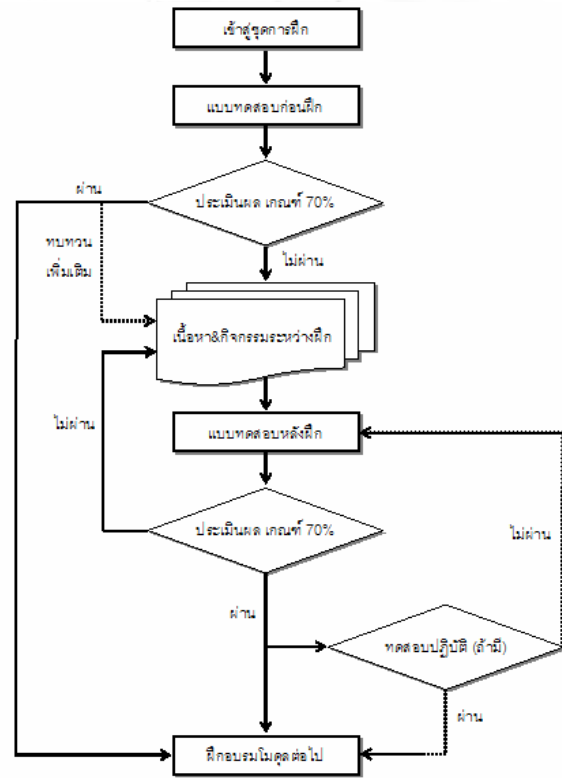 เข้าสู่ชุดการฝึก
แบบทดสอบก่อนฝึก
ผ่าน
ประเมินผล เกณฑ์ 70%
ทบทวน
เพิ่มเติม
ไม่ผ่าน
เนื้อหา&กิจกรรมระหว่างฝึก
ไม่ผ่าน
แบบทดสอบหลังฝึก
ประเมินผล เกณฑ์ 70%
ไม่ผ่าน
ผ่าน
ทดสอบปฏิบัติ (ถ้ามี)
ผ่าน
ฝึกอบรมโมดุลต่อไป